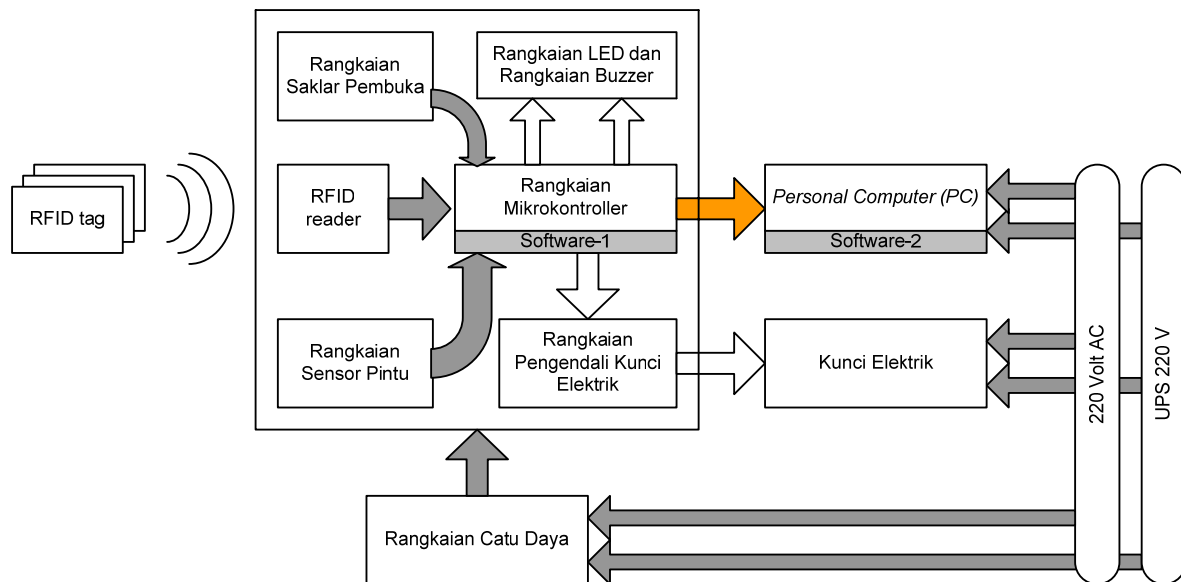 Rangkaian
Saklar Pembuka
Rangkaian LED dan
Rangkaian Buzzer
RFID tag
RFID
reader
Rangkaian
Mikrokontroller
Software-1
Personal Computer (PC)
Software-2
Rangkaian
Sensor Pintu
Rangkaian
Pengendali Kunci
Elektrik
Kunci Elektrik
220 Volt AC
UPS 220 V
Rangkaian Catu Daya